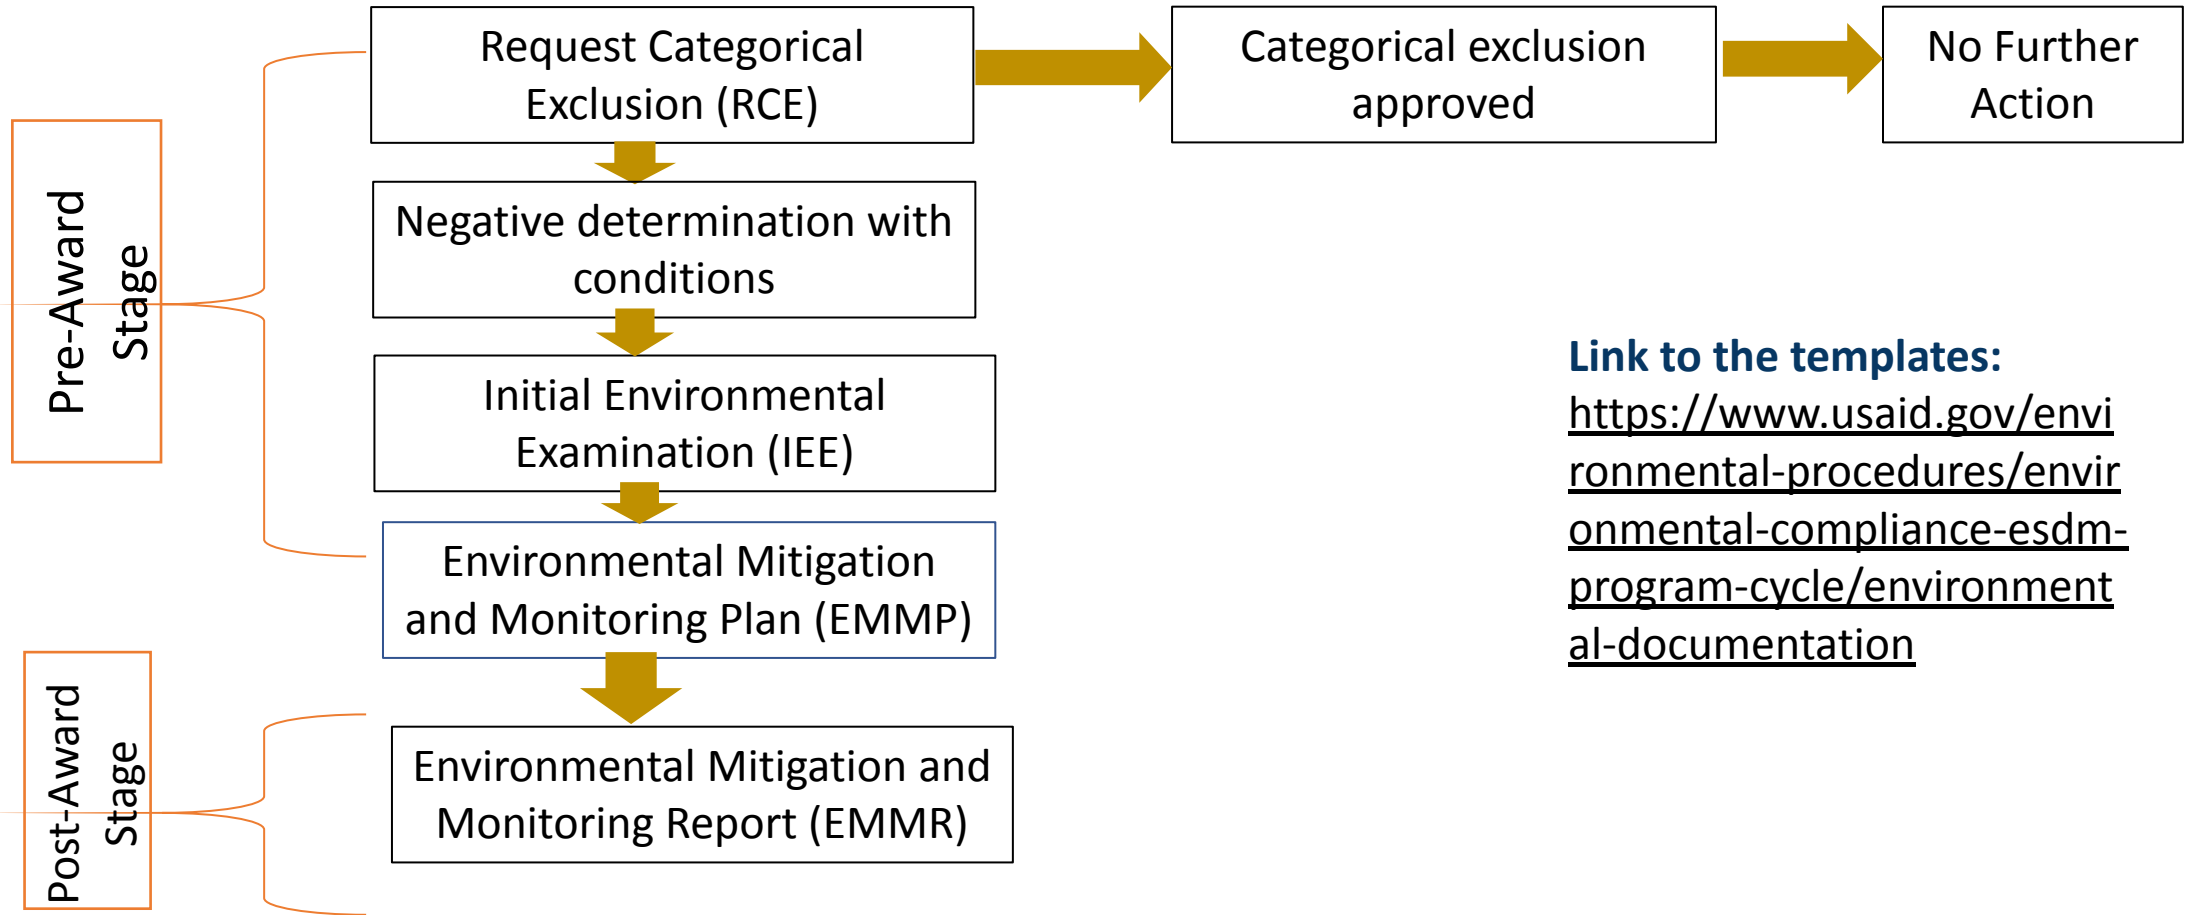 Request Categorical
Exclusion (RCE)
Categorical exclusion
approved
No Further
Action
Pre-Award
Stage
Negative determination with
conditions
Initial Environmental
Examination (IEE)
Environmental Mitigation
and Monitoring Plan (EMMP)
Link to the templates:
https://www.usaid.gov/envi
ronmental-procedures/envir
onmental-compliance-esdm-
program-cycle/environment
al-documentation
Post-Award
Stage
Environmental Mitigation and
Monitoring Report (EMMR)